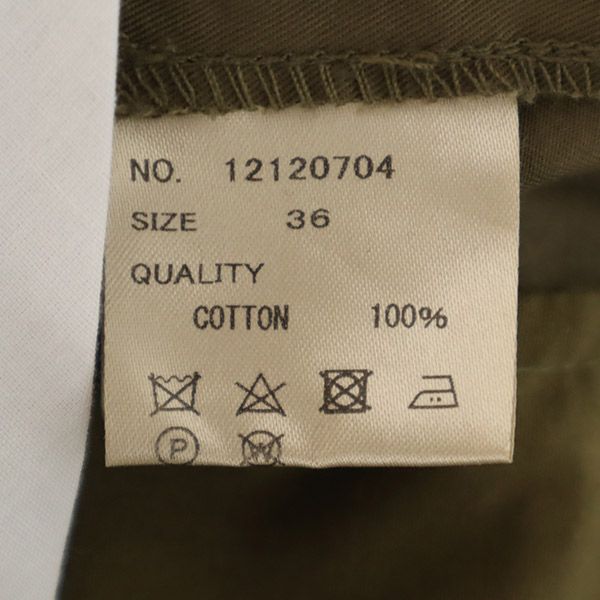 NO. 12120704
SIZE 36
QUALITY
COTTON 100%
P W